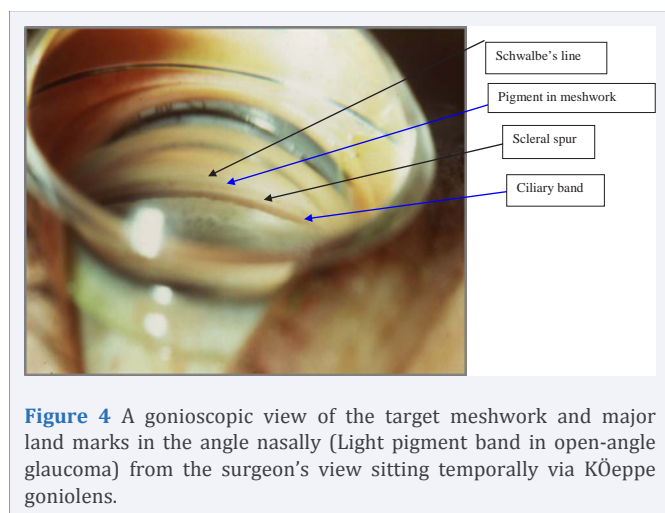 Schwalbe's line
Pigment in meshwork
Scleral spur
Ciliary band
Figure 4 A gonioscopic view of the target meshwork and major
land marks in the angle nasally (Light pigment band in open-angle
glaucoma) from the surgeon's view sitting temporally via KÖeppe
goniolens.